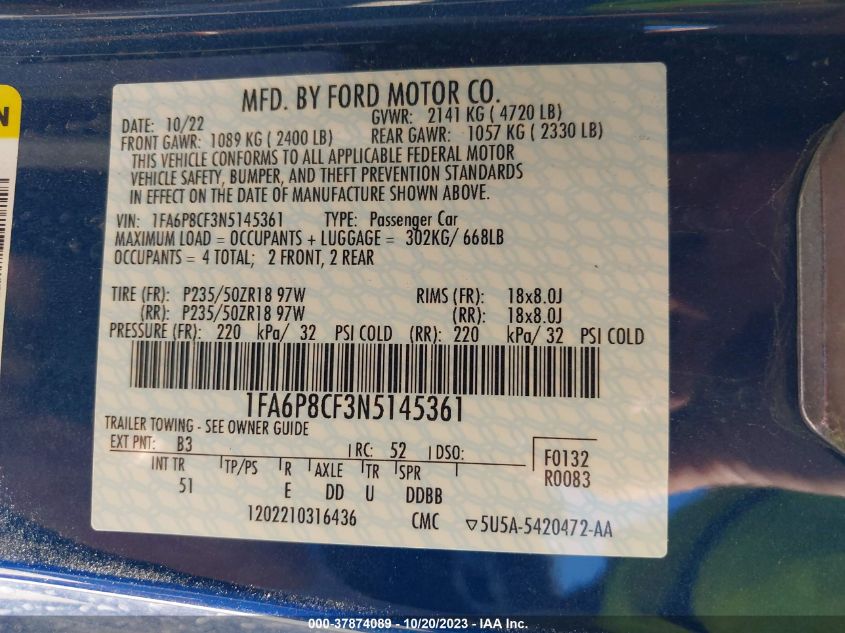 MFD. BY FORD MOTOR CO.
DATE: 10/22 GVWR: 2141 KG ( 4720 LB)
FRONT GAWR: 1089 KG ( 2400 LB) REAR GAWR: 1057 KG ( 2330 LB)
THIS VEHICLE CONFORMS TO ALL APPLICABLE FEDERAL MOTOR
VEHICLE SAFETY, BUMPER, AND THEFT PREVENTION STANDARDS
IN EFFECT ON THE DATE OF MANUFACTURE SHOWN ABOVE.
VIN: 1FA6P8CF3N5145361 TYPE: Passenger Car
MAXIMUM LOAD = OCCUPANTS + LUGGAGE = 302KG/ 668LB
OCCUPANTS = 4 TOTAL; 2 FRONT, 2 REAR
TIRE (FR): P235/50ZR18 97W RIMS (FR): 18x8.0J
(RR): P235/50ZR18 97W (RR): 18x8.0J
PRESSURE (FR): 220 kPa/ 32 PSI COLD (RR): 220 kPa/ 32 PSI COLD
1FA6P8CF3N5145361
TRAILER TOWING - SEE OWNER GUIDE
EXT PNT: B3 RC: 52 DSO:
INT TR TP/PS R AXLE TR SPR
51 E DD U DDBB
F0132
R0083
1202210316436 CMC ▽5U5A-5420472-AA
N
000-37874089 - 10/20/2023 - IAA Inc.